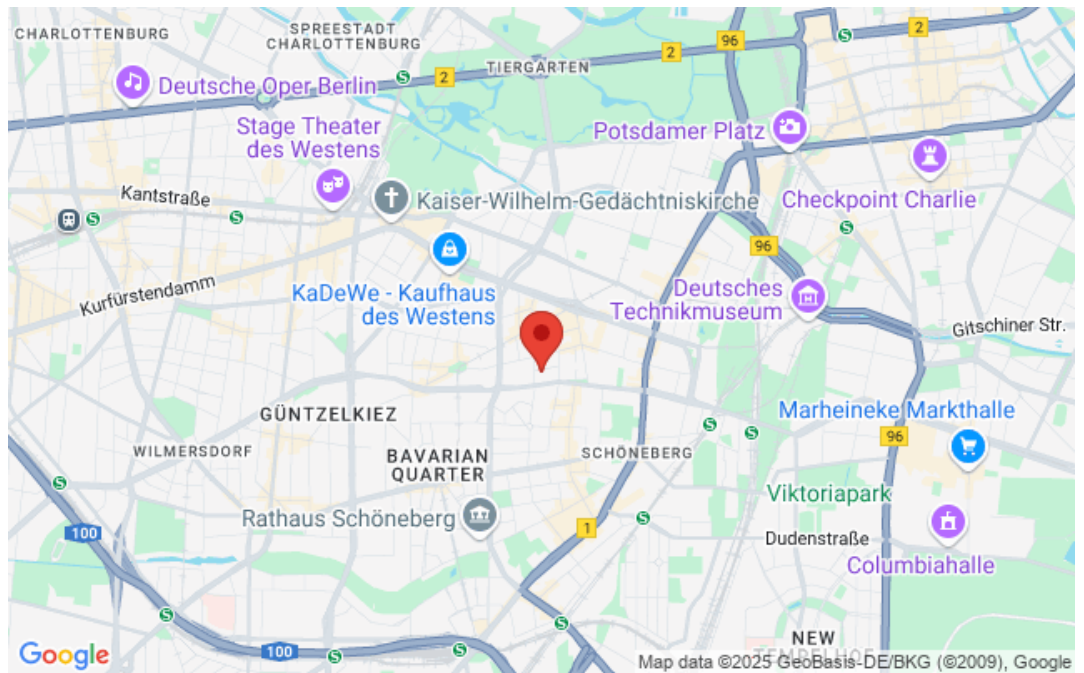 CHARLOTTENBURG
SPREESTADT
CHARLOTTENBURG
96
2
2
2
TIERGARTEN
Deutsche Oper Berlin
Stage Theater
des Westens
Potsdamer Platz
Kantstraße
Kaiser-Wilhelm-Gedächtniskirche
Checkpoint Charlie
96
Kurfürstendamm
KaDeWe - Kaufhaus
des Westens
Deutsches
Technikmuseum
Gitschiner Str.
GÜNTZELKIEZ
Marheineke Markthalle
WILMERSDORF
BAVARIAN
QUARTER
SCHÖNEBERG
96
Viktoriapark
Rathaus Schöneberg
1
100
Dudenstraße
Columbiahalle
100
NEW
TEMPELHOF
Google
Map data ©2025 GeoBasis-DE/BKG (©2009), Google